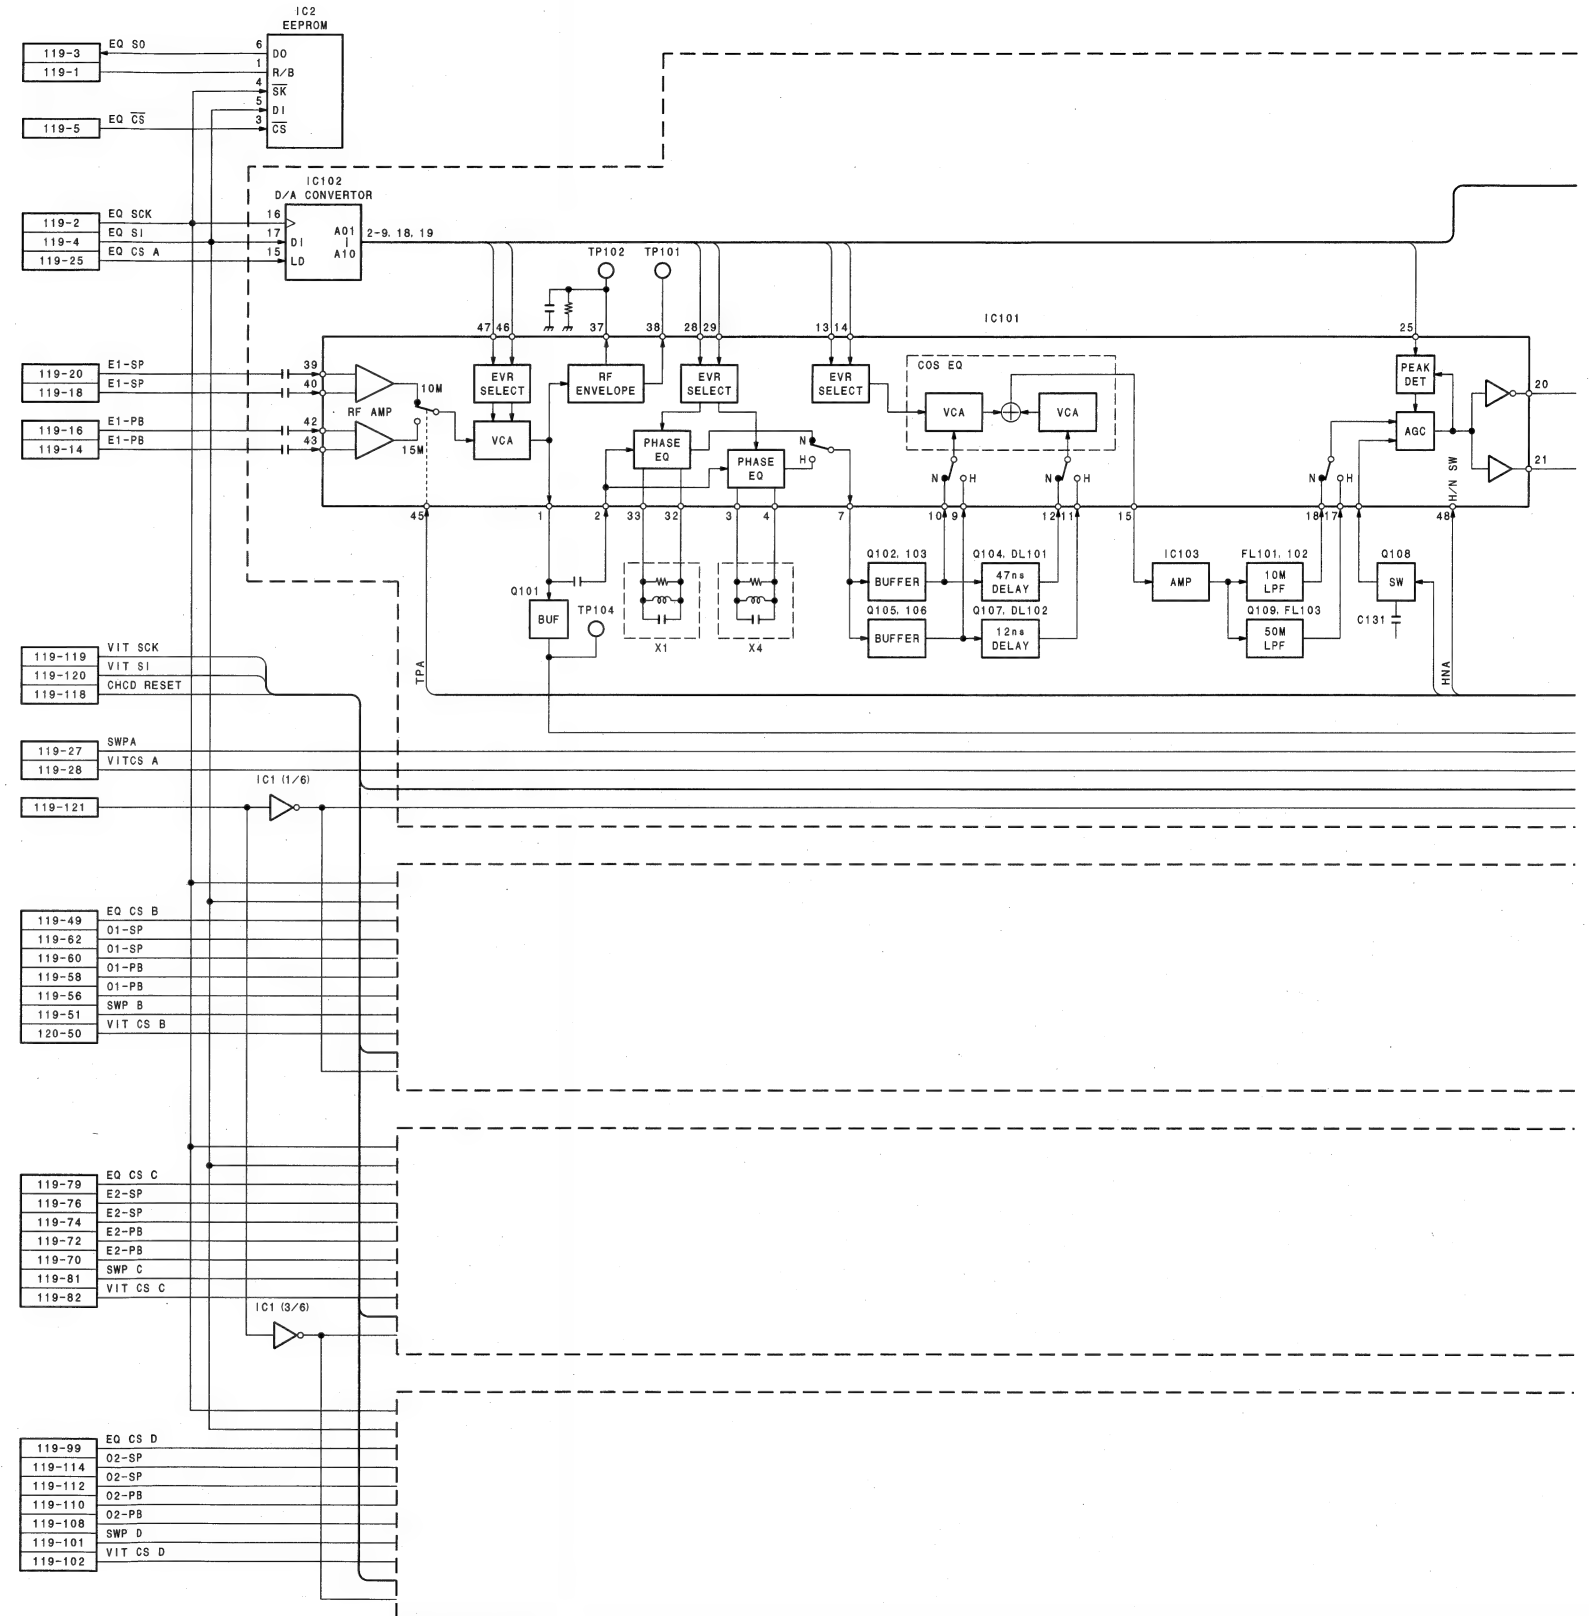 IC2
EEPROM
119-3
EQ SO
6
DO
119-1
1
R/B
4
SK
5
DI
119-5
EQ CS
3
CS
IC102
D/A CONVERTOR
119-2
EQ SCK
16
119-4
EQ SI
17
DI
119-25
EQ CS A
15
LD
A01
A10
2-9, 18, 19
TP102
TP101
IC101
47
46
37
38
28
29
13
14
25
119-20
E1-SP
39
119-18
E1-SP
40
119-16
E1-PB
42
119-14
E1-PB
43
RF AMP
10M
15M
EVR
SELECT
VCA
RF
ENVELOPE
EVR
SELECT
PHASE
EQ
PHASE
EQ
N
H
EVR
SELECT
COS EQ
VCA
VCA
N
H
N
H
PEAK
DET
AGC
N
H
H/N SW
20
21
45
1
2
33
32
3
4
7
10
9
12
11
15
18
17
48
Q101
BUF
TP104
X1
X4
Q102, 103
BUFFER
Q105, 106
BUFFER
Q104, DL101
47ns
DELAY
Q107, DL102
12ns
DELAY
IC103
AMP
FL101, 102
10M
LPF
Q109, FL103
50M
LPF
Q108
SW
C131
TPA
HNA
119-119
VIT SCK
119-120
VIT SI
119-118
CHCD RESET
119-27
SWPA
119-28
VITCS A
119-121
IC1 (1/6)
119-49
EQ CS B
119-62
O1-SP
119-60
O1-SP
119-58
O1-PB
119-56
O1-PB
119-51
SWP B
120-50
VIT CS B
119-79
EQ CS C
119-76
E2-SP
119-74
E2-SP
119-72
E2-PB
119-70
E2-PB
119-81
SWP C
119-82
VIT CS C
IC1 (3/6)
119-99
EQ CS D
119-114
O2-SP
119-112
O2-SP
119-110
O2-PB
119-108
O2-PB
119-101
SWP D
119-102
VIT CS D